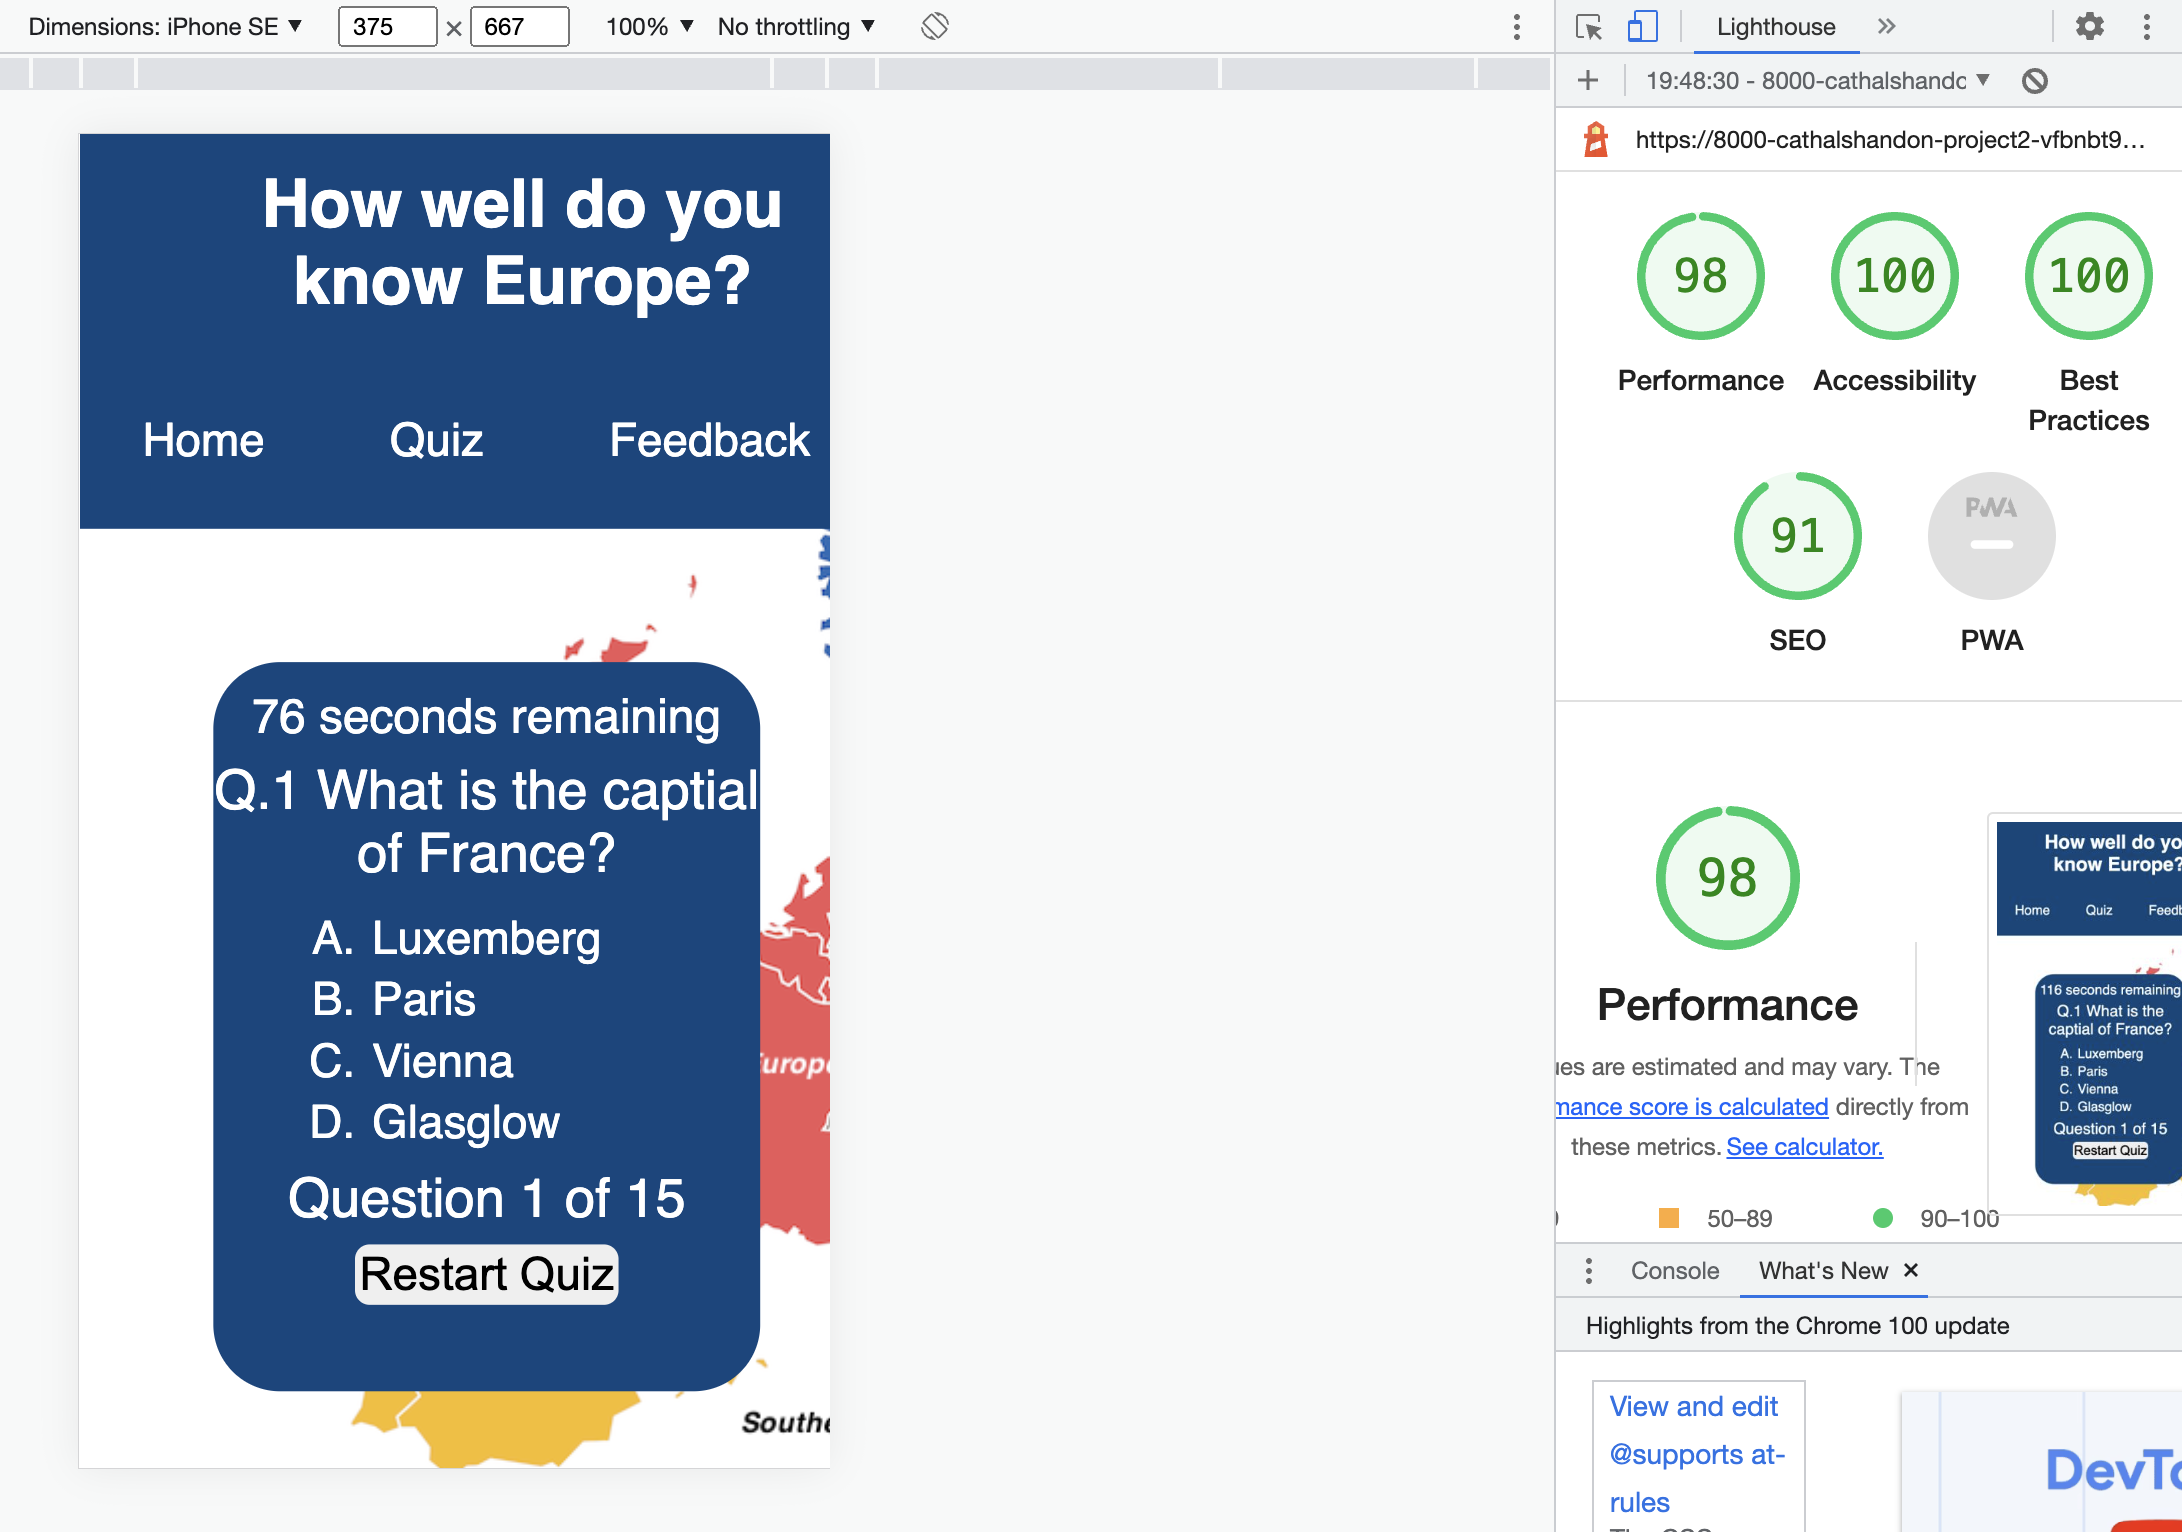 Dimensions: iPhone SE 375 × 667 100% No throttling
Lighthouse
19:48:30 - 8000-cathalshando
https://8000-cathalshandon-project2-vfbnbt9...
How well do you
know Europe?
Home Quiz Feedback
76 seconds remaining
Q.1 What is the captial
of France?
A. Luxemberg
B. Paris
C. Vienna
D. Glasglow
Question 1 of 15
Restart Quiz
Southe
98 100 100
Performance Accessibility Best
Practices
91 PWA
SEO PWA
98
Performance
ues are estimated and may vary. The
mance score is calculated directly from
these metrics. See calculator.
50–89 90–100
How well do yo
know Europe?
Home Quiz Feedb
116 seconds remaining
Q.1 What is the
captial of France?
A. Luxemberg
B. Paris
C. Vienna
D. Glasglow
Question 1 of 15
Restart Quiz
Console What's New
Highlights from the Chrome 100 update
View and edit
@supports at-
rules
DevTo